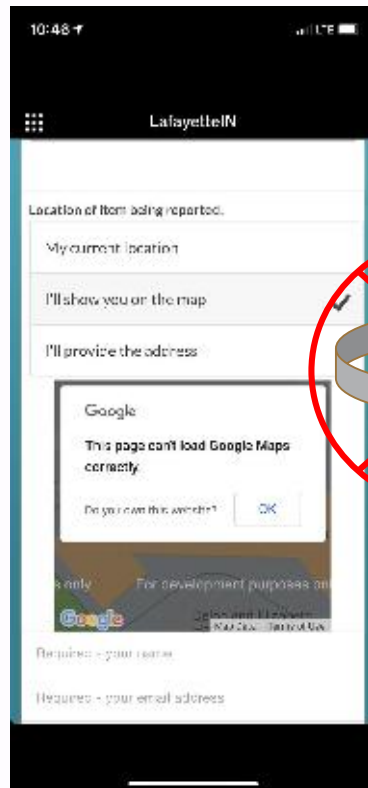 10:48
LTE
LafayetteIN
Location of item being reported.
My current location
I'll show you on the map
I'll provide the address
Google
This page can't load Google Maps
correctly.
Do you own this website?
OK
s only
For development purposes on
Google
Map Data
Terms of Use
Required - your name
Required - your email address